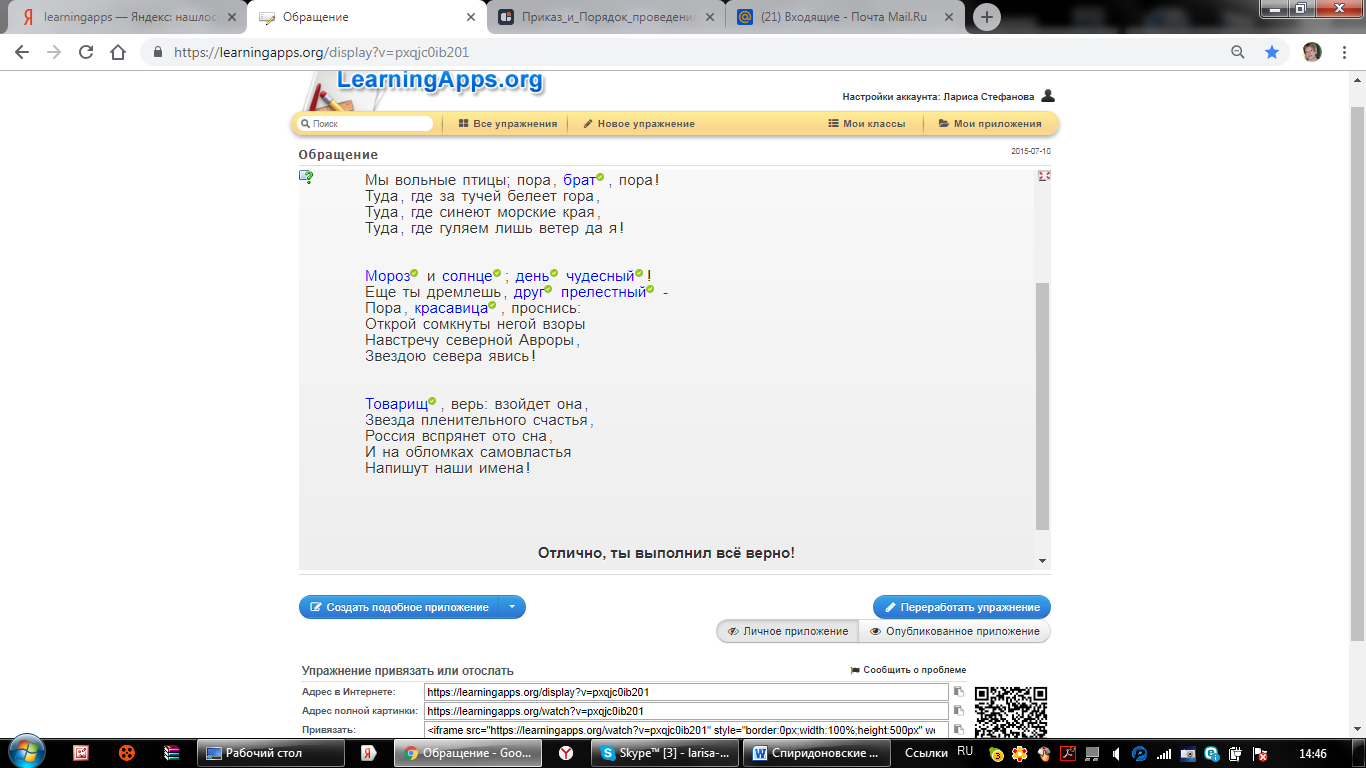 learningapps — Яндекс: нашлос
Обращение
Приказ_и_Порядок_проведени
(21) Входящие - Почта Mail.Ru
https://learningapps.org/display?v=pxqjc0ib201
LearningApps.org
Настройки аккаунта: Лариса Стефанова
Поиск
Все упражнения
Новое упражнение
Мои классы
Мои приложения
Обращение
2015-07-10
Мы вольные птицы; пора, брат , пора!
Туда, где за тучей белеет гора,
Туда, где синеют морские края,
Туда, где гуляем лишь ветер да я!
Мороз и солнце ; день чудесный !
Еще ты дремлешь, друг прелестный -
Пора, красавица , проснись:
Открой сомкнуты негой взоры
Навстречу северной Авроры,
Звездою севера явись!
Товарищ , верь: взойдет она,
Звезда пленительного счастья,
Россия вспрянет ото сна,
И на обломках самовластья
Напишут наши имена!
Отлично, ты выполнил всё верно!
Создать подобное приложение
Переработать упражнение
Личное приложение
Опубликованное приложение
Упражнение привязать или отослать
Сообщить о проблеме
Адрес в Интернете: https://learningapps.org/display?v=pxqjc0ib201
Адрес полной картинки: https://learningapps.org/watch?v=pxqjc0ib201
Привязать: <iframe src="https://learningapps.org/watch?v=pxqjc0ib201" style="border:0px;width:100%;height:500px" we
Рабочий стол
Обращение - Goo...
Skype™ [3] - larisa-...
Спиридоновские ...
Ссылки
RU
14:46